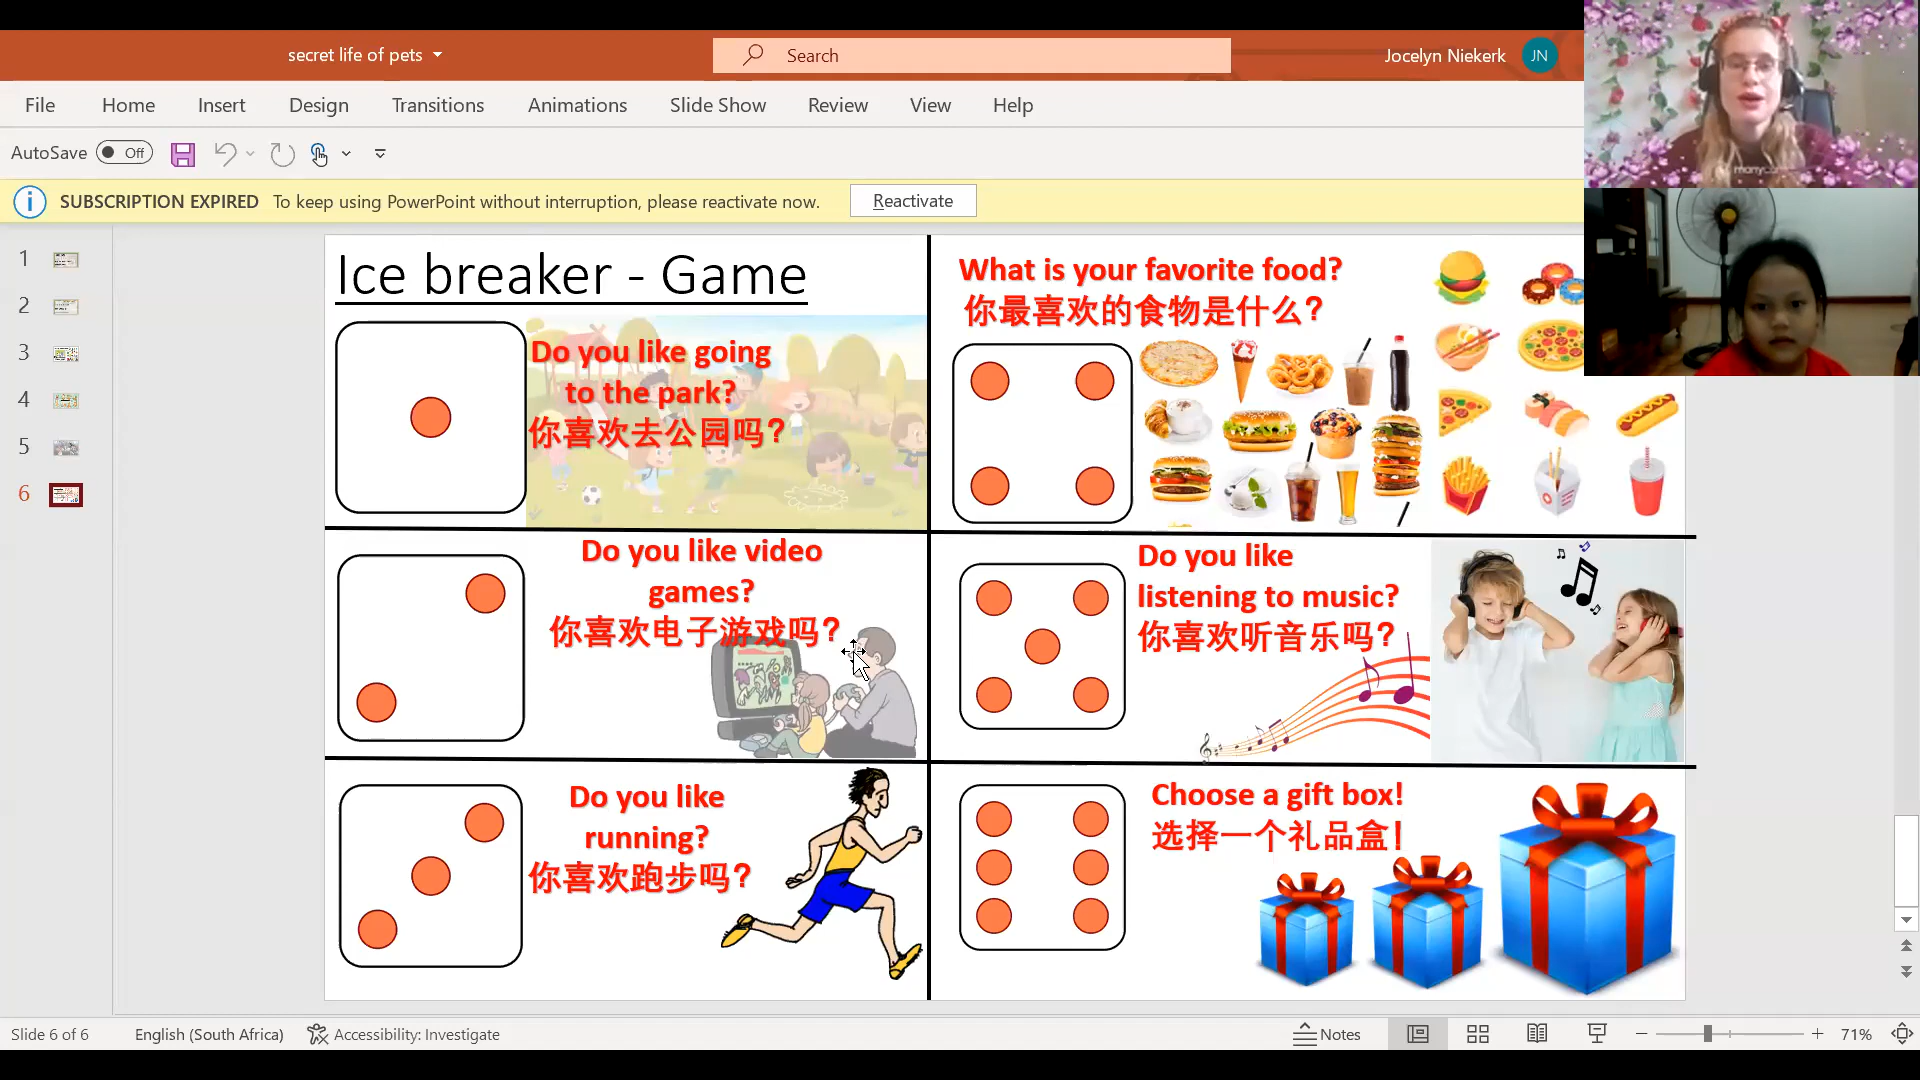 secret life of pets
Search
Jocelyn Niekerk
JN
File
Home
Insert
Design
Transitions
Animations
Slide Show
Review
View
Help
AutoSave
Off
SUBSCRIPTION EXPIRED
To keep using PowerPoint without interruption, please reactivate now.
Reactivate
1
2
3
4
5
6
Ice breaker - Game
Do you like going
to the park?
你喜欢去公园吗?
What is your favorite food?
你最喜欢的食物是什么?
Do you like video
games?
你喜欢电子游戏吗?
Do you like
listening to music?
你喜欢听音乐吗?
Do you like
running?
你喜欢跑步吗?
Choose a gift box!
选择一个礼品盒!
Slide 6 of 6
English (South Africa)
Accessibility: Investigate
Notes
71%